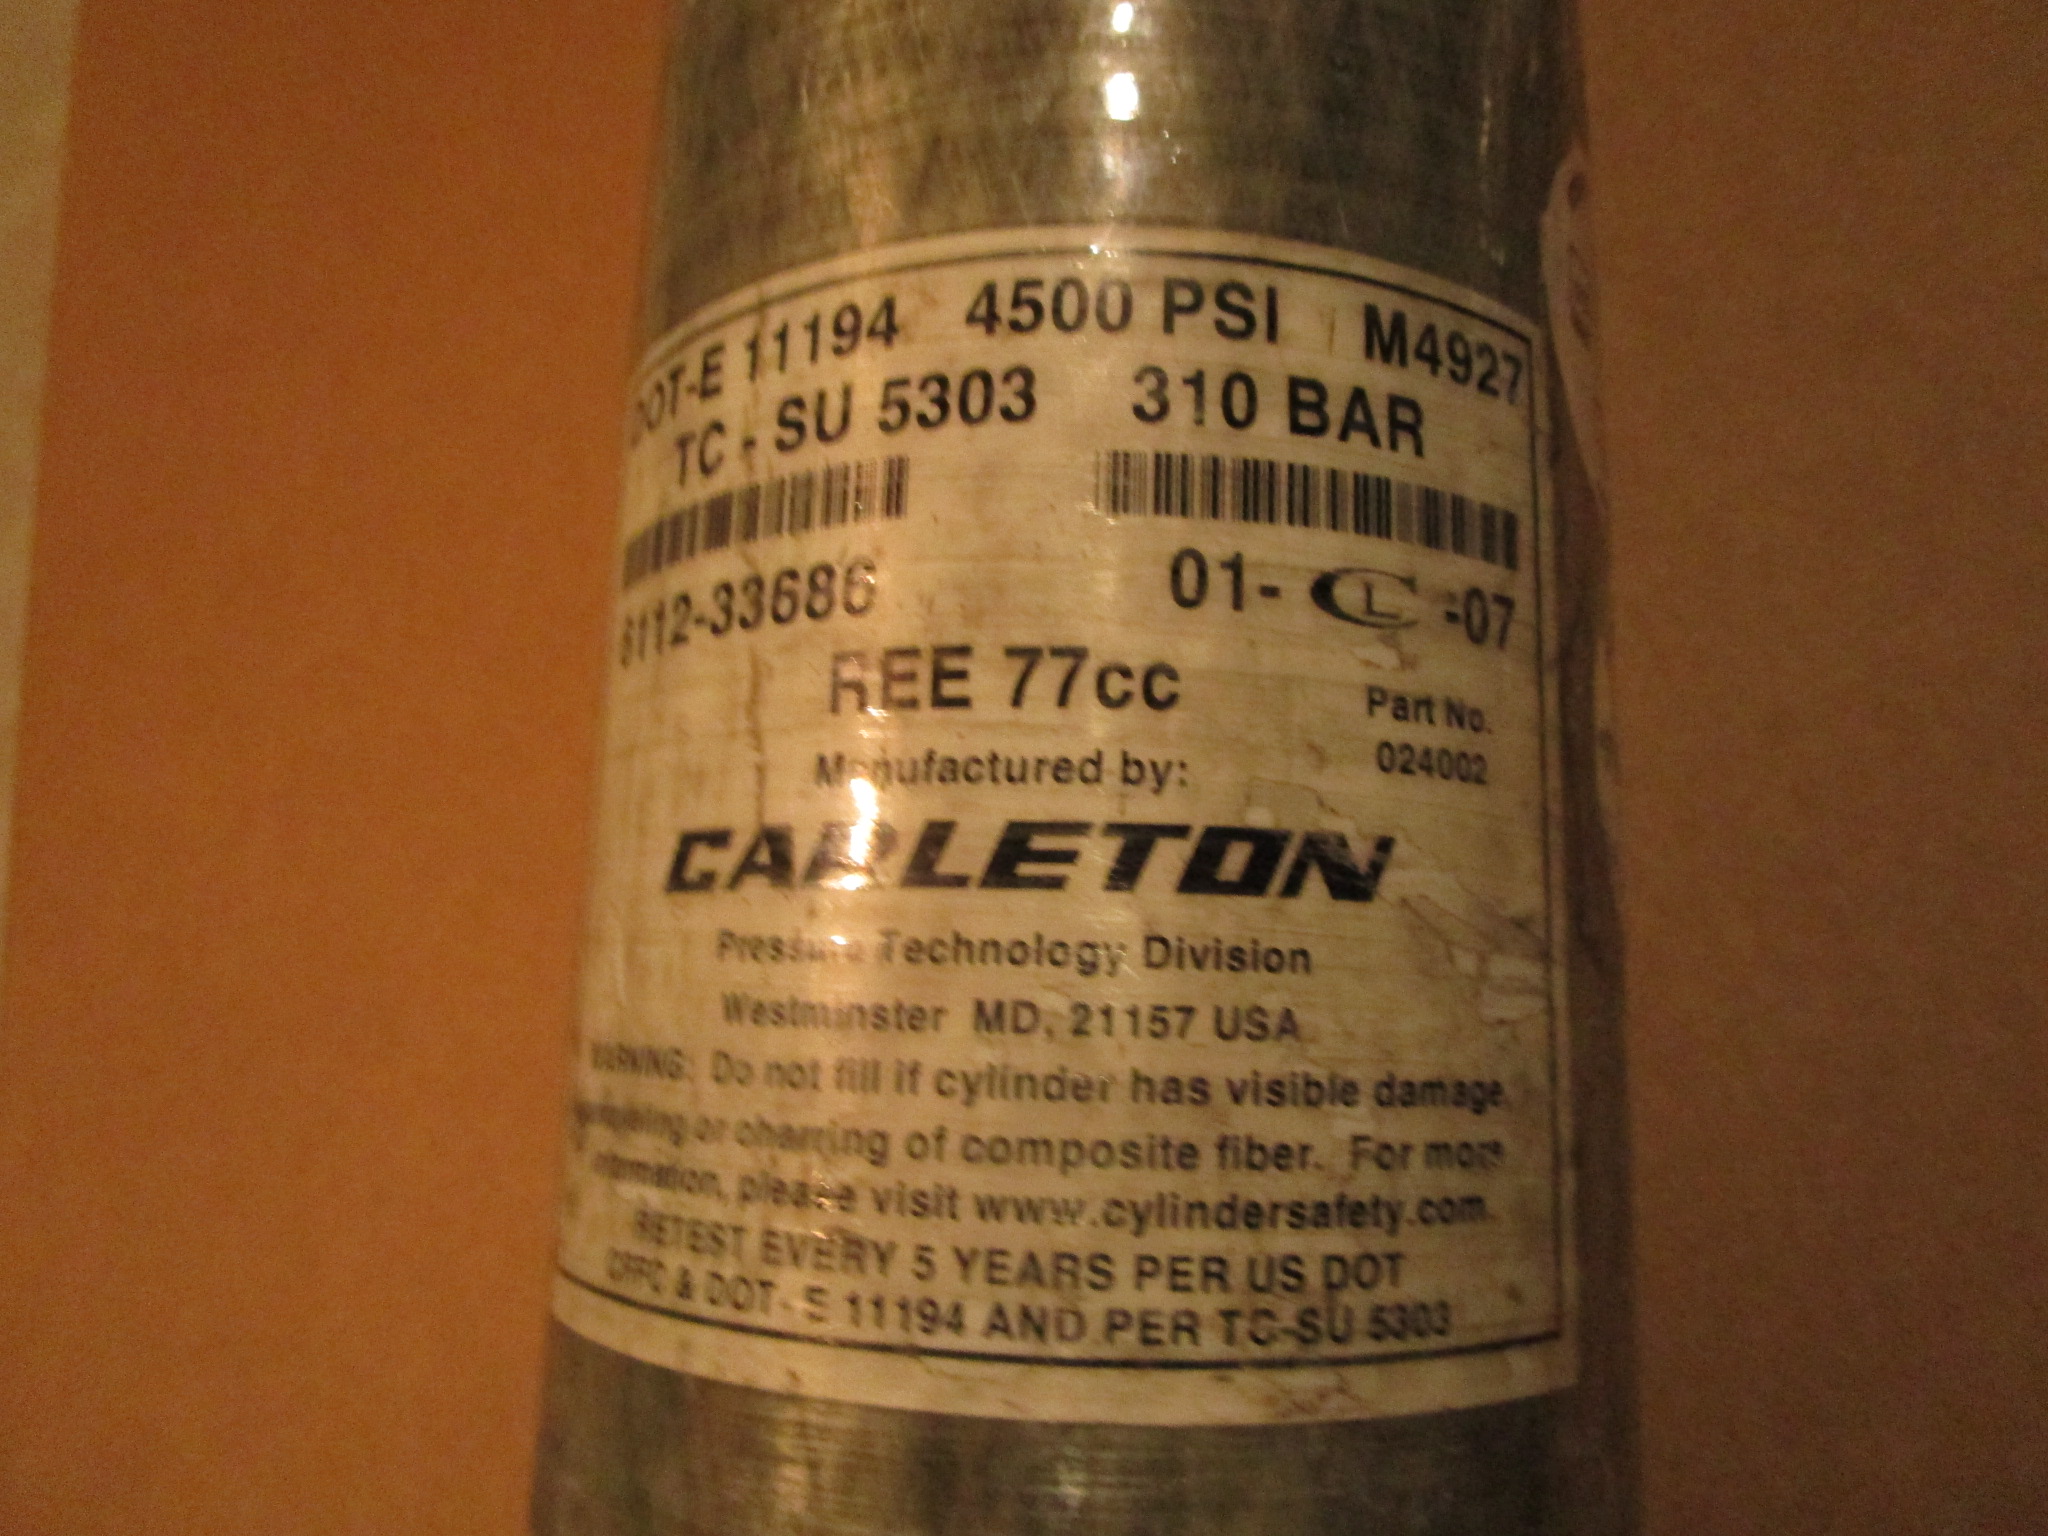 DOT-E 11194 4500 PSI M4927
TC - SU 5303 310 BAR
6112-33686 01- CL -07
REE 77cc
Part No.
024002
Manufactured by:
CARLETON
Pressure Technology Division
Westminster MD, 21157 USA
WARNING: Do not fill if cylinder has visible damage,
or charring of composite fiber. For more
information, please visit www.cylindersafety.com.
RETEST EVERY 5 YEARS PER US DOT
& DOT- E 11194 AND PER TC-SU 5303